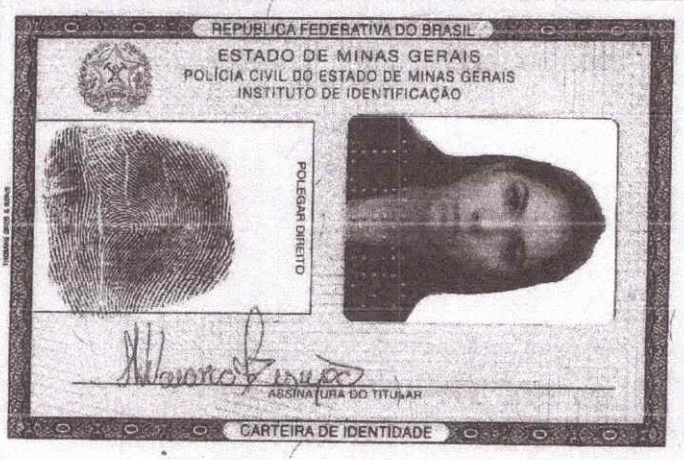 REPÚBLICA FEDERATIVA DO BRASIL
ESTADO DE MINAS GERAIS
POLÍCIA CIVIL DO ESTADO DE MINAS GERAIS
INSTITUTO DE IDENTIFICAÇÃO
POLEGAR DIREITO
ASSINATURA DO TITULAR
CARTEIRA DE IDENTIDADE